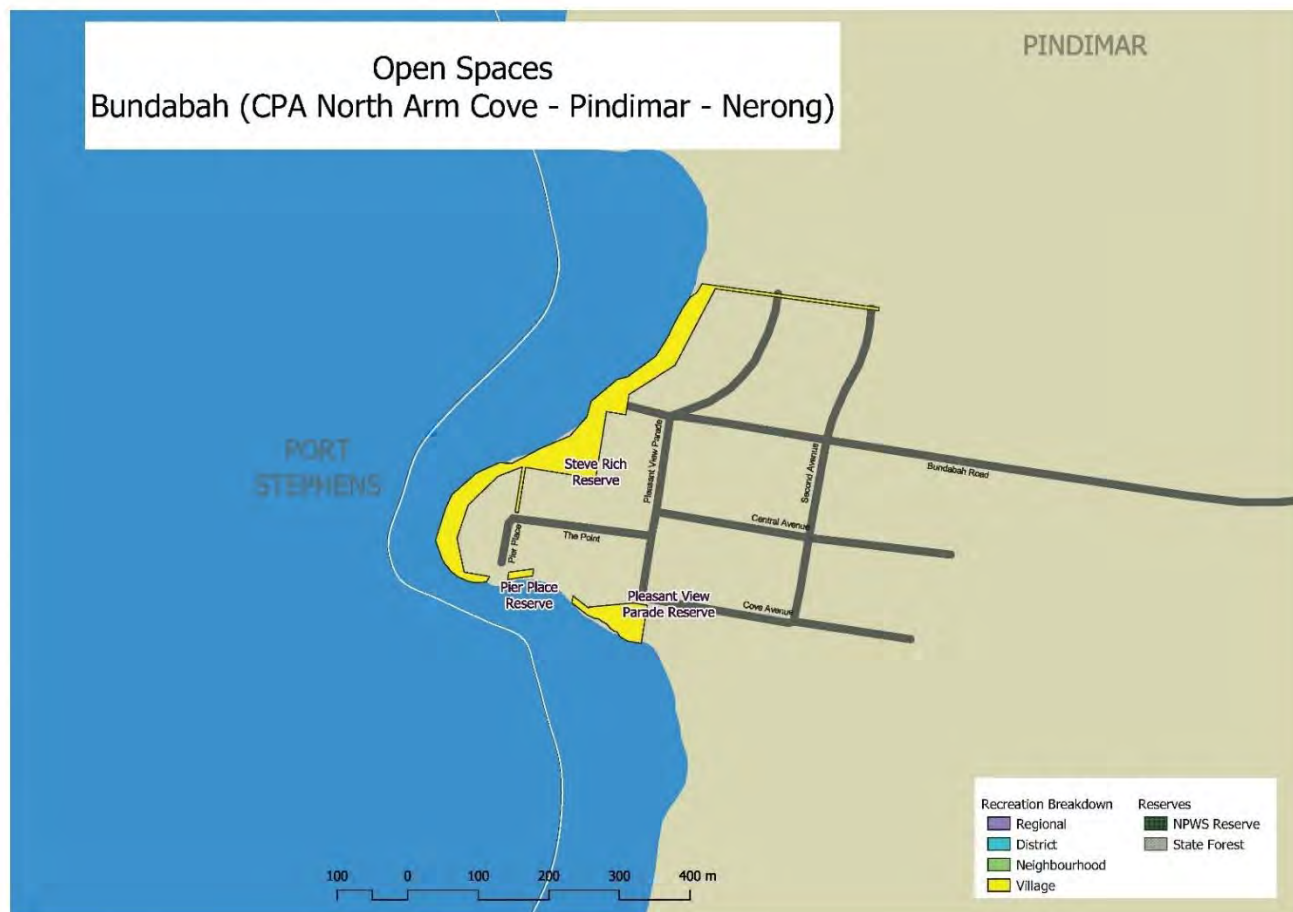 Open Spaces
Bundabah (CPA North Arm Cove - Pindimar - Nerong)
PINDIMAR
PORT
STEPHENS
Steve Rich
Reserve
Pleasant View Parade
Second Avenue
Bundabah Road
Central Avenue
The Point
Pier Place
Pier Place
Reserve
Pleasant View
Parade Reserve
Cove Avenue
Recreation Breakdown
Regional
District
Neighbourhood
Village
Reserves
NPWS Reserve
State Forest
100 0 100 200 300 400 m